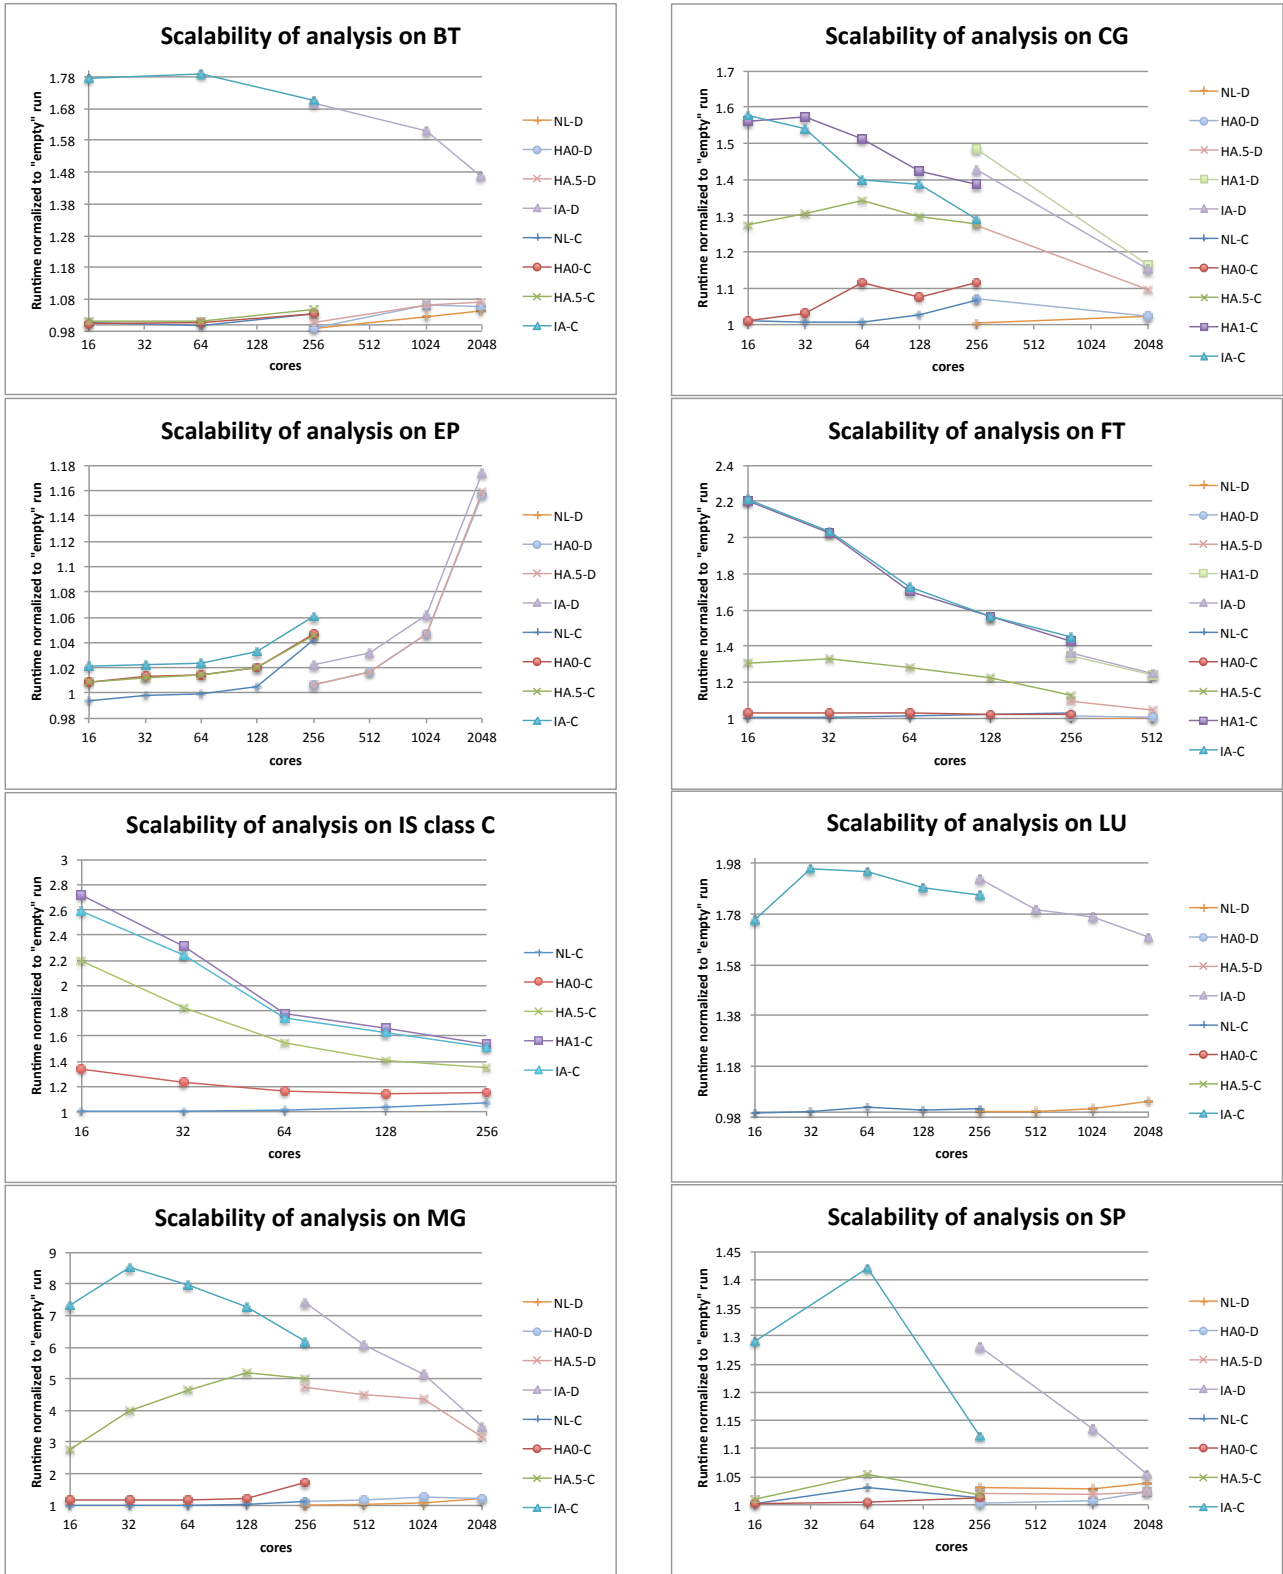 Scalability of analysis on BT
Runtime normalized to "empty" run
1.78
1.68
1.58
1.48
1.38
1.28
1.18
1.08
0.98
16 32 64 128 256 512 1024 2048
cores
NL-D
HA0-D
HA.5-D
IA-D
NL-C
HA0-C
HA.5-C
IA-C
Scalability of analysis on CG
Runtime normalized to "empty" run
1.7
1.6
1.5
1.4
1.3
1.2
1.1
1
16 32 64 128 256 512 1024 2048
cores
NL-D
HA0-D
HA.5-D
HA1-D
IA-D
NL-C
HA0-C
HA.5-C
HA1-C
IA-C
Scalability of analysis on EP
Runtime normalized to "empty" run
1.18
1.16
1.14
1.12
1.1
1.08
1.06
1.04
1.02
1
0.98
16 32 64 128 256 512 1024 2048
cores
NL-D
HA0-D
HA.5-D
IA-D
NL-C
HA0-C
HA.5-C
IA-C
Scalability of analysis on FT
Runtime normalized to "empty" run
2.4
2.2
2
1.8
1.6
1.4
1.2
1
16 32 64 128 256 512
cores
NL-D
HA0-D
HA.5-D
HA1-D
IA-D
NL-C
HA0-C
HA.5-C
HA1-C
IA-C
Scalability of analysis on IS class C
Runtime normalized to "empty" run
3
2.8
2.6
2.4
2.2
2
1.8
1.6
1.4
1.2
1
16 32 64 128 256
cores
NL-C
HA0-C
HA.5-C
HA1-C
IA-C
Scalability of analysis on LU
Runtime normalized to "empty" run
1.98
1.78
1.58
1.38
1.18
0.98
16 32 64 128 256 512 1024 2048
cores
NL-D
HA0-D
HA.5-D
IA-D
NL-C
HA0-C
HA.5-C
IA-C
Scalability of analysis on MG
Runtime normalized to "empty" run
9
8
7
6
5
4
3
2
1
16 32 64 128 256 512 1024 2048
cores
NL-D
HA0-D
HA.5-D
IA-D
NL-C
HA0-C
HA.5-C
IA-C
Scalability of analysis on SP
Runtime normalized to "empty" run
1.45
1.4
1.35
1.3
1.25
1.2
1.15
1.1
1.05
1
16 32 64 128 256 512 1024 2048
cores
NL-D
HA0-D
HA.5-D
IA-D
NL-C
HA0-C
HA.5-C
IA-C